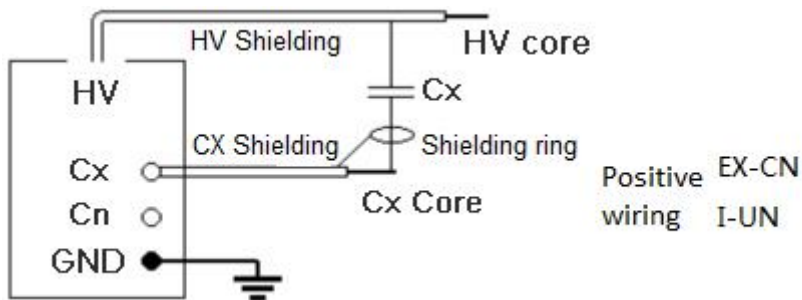 HV Shielding
HV core
HV
Cx
CX Shielding
Shielding ring
Cx
Cx Core
Cn
GND
Positive wiring
EX-CN
I-UN